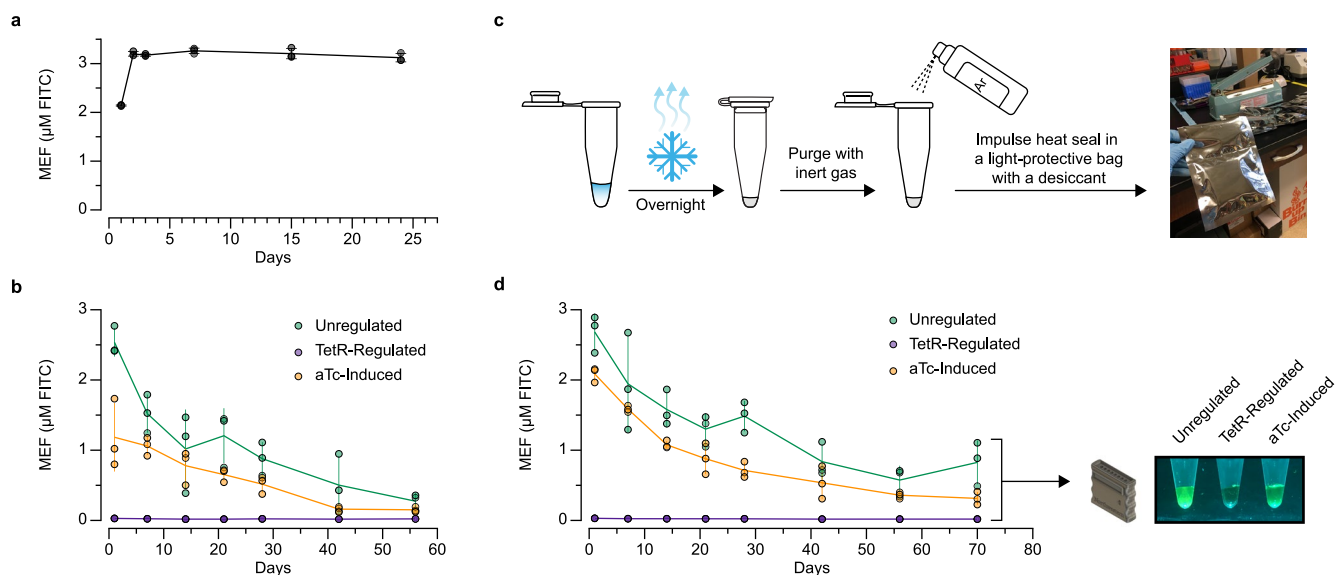 a
MEF (µM FITC)
3
2
1
0
0 5 10 15 20 25
Days
c
Ar
Overnight
Purge with
inert gas
Impulse heat seal in
a light-protective bag
with a desiccant
b
MEF (µM FITC)
3
2
1
0
Unregulated
TetR-Regulated
aTc-Induced
0 10 20 30 40 50 60
Days
d
MEF (µM FITC)
3
2
1
0
Unregulated
TetR-Regulated
aTc-Induced
0 10 20 30 40 50 60 70 80
Days
Unregulated
TetR-Regulated
aTc-Induced